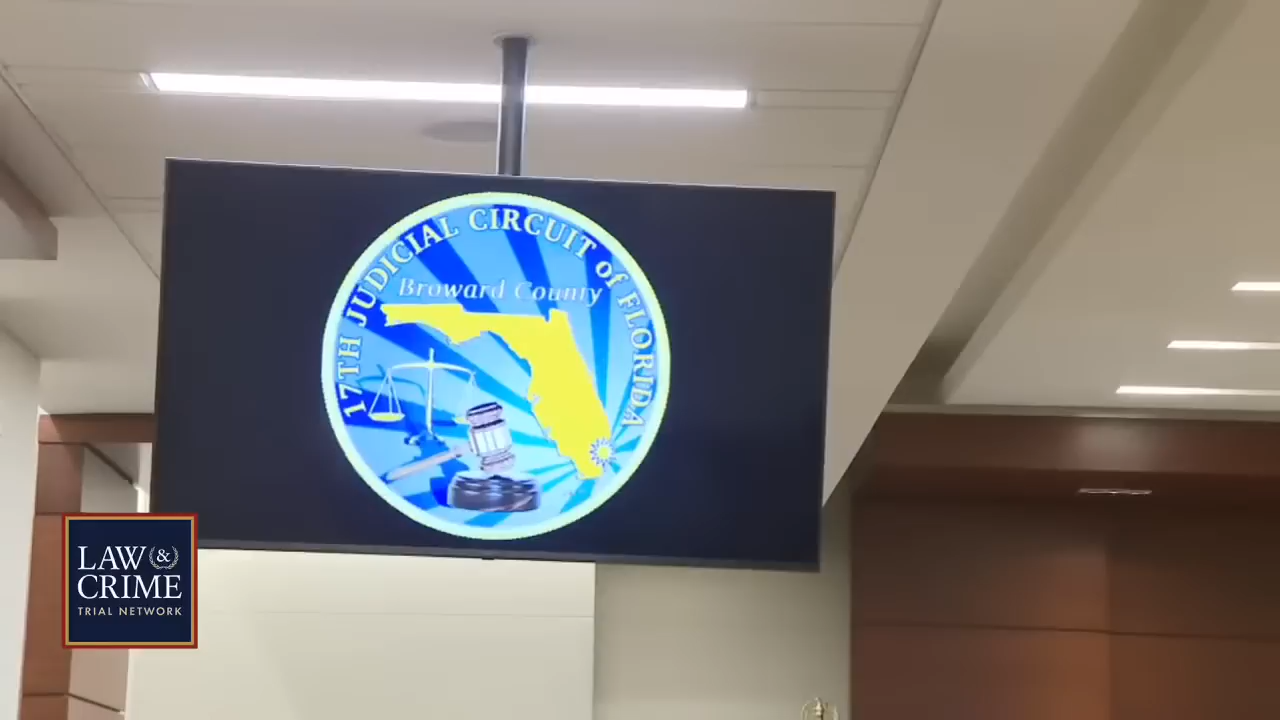 17TH JUDICIAL CIRCUIT of FLORIDA
Broward County
LAW &
CRIME
TRIAL NETWORK